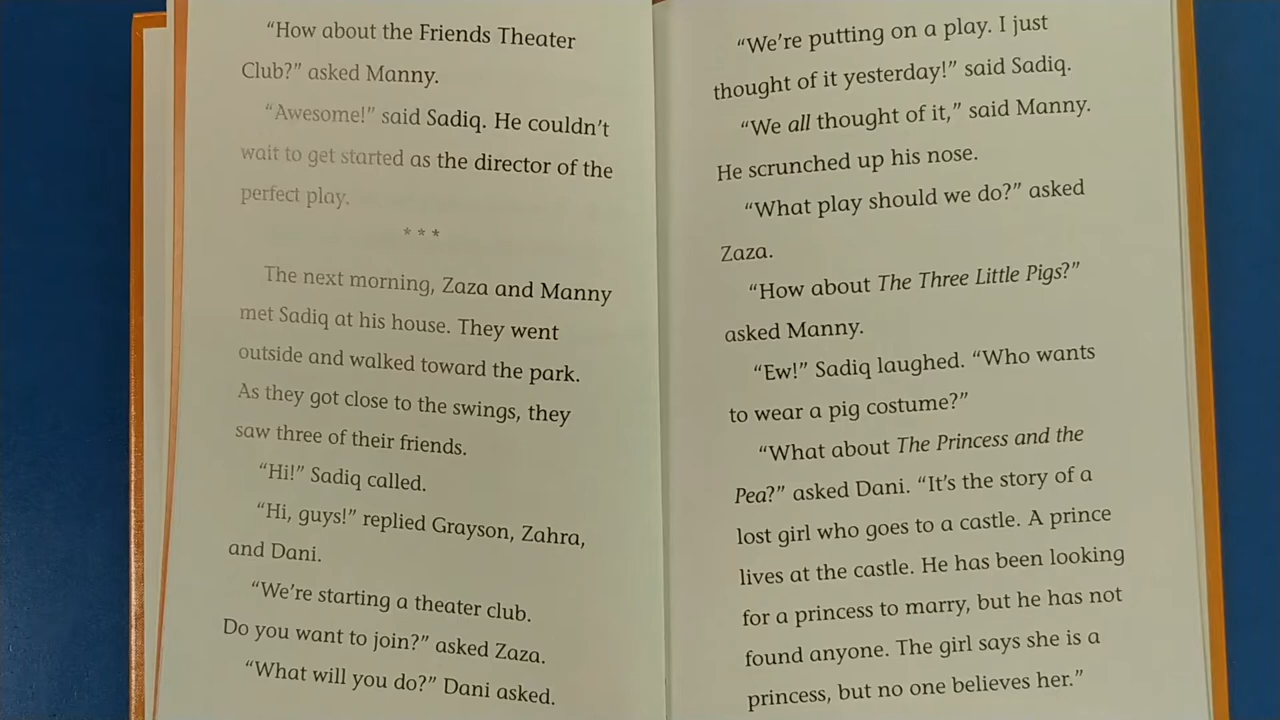 “How about the Friends Theater
Club?” asked Manny.
“Awesome!” said Sadiq. He couldn’t
wait to get started as the director of the
perfect play.
* * *
The next morning, Zaza and Manny
met Sadiq at his house. They went
outside and walked toward the park.
As they got close to the swings, they
saw three of their friends.
“Hi!” Sadiq called.
“Hi, guys!” replied Grayson, Zahra,
and Dani.
“We’re starting a theater club.
Do you want to join?” asked Zaza.
“What will you do?” Dani asked.
“We’re putting on a play. I just
thought of it yesterday!” said Sadiq.
“We all thought of it,” said Manny.
He scrunched up his nose.
“What play should we do?” asked
Zaza.
“How about The Three Little Pigs?”
asked Manny.
“Ew!” Sadiq laughed. “Who wants
to wear a pig costume?”
“What about The Princess and the
Pea?” asked Dani. “It’s the story of a
lost girl who goes to a castle. A prince
lives at the castle. He has been looking
for a princess to marry, but he has not
found anyone. The girl says she is a
princess, but no one believes her.”